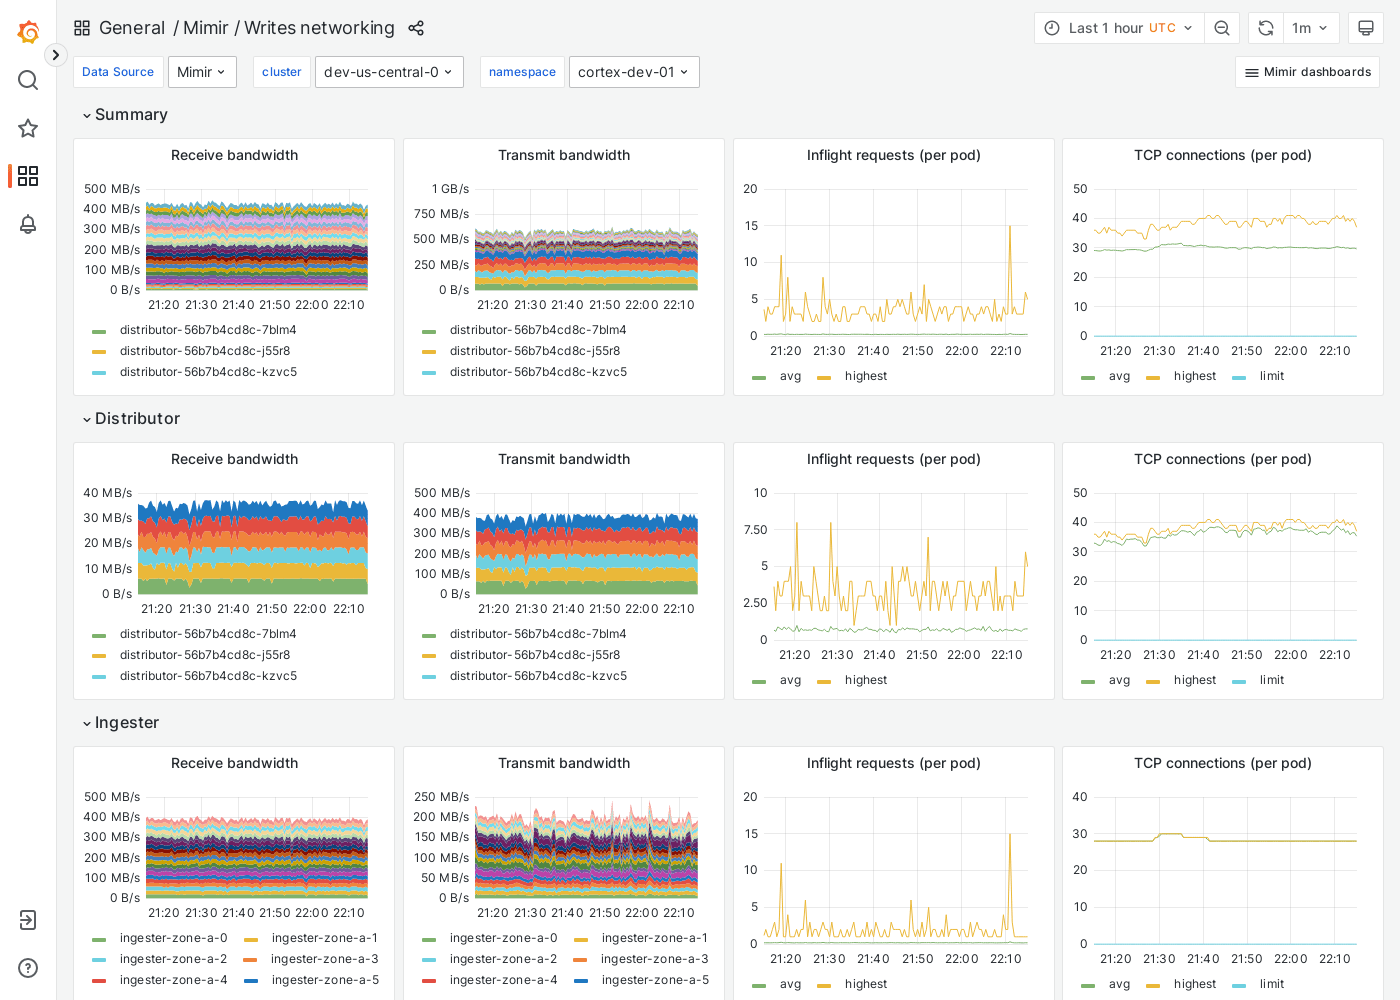 General / Mimir / Writes networking
Last 1 hour UTC
1m
Data Source Mimir cluster dev-us-central-0 namespace cortex-dev-01
Mimir dashboards
Summary
Receive bandwidth
500 MB/s
400 MB/s
300 MB/s
200 MB/s
100 MB/s
0 B/s
21:20 21:30 21:40 21:50 22:00 22:10
distributor-56b7b4cd8c-7blm4
distributor-56b7b4cd8c-j55r8
distributor-56b7b4cd8c-kzvc5
Transmit bandwidth
1 GB/s
750 MB/s
500 MB/s
250 MB/s
0 B/s
21:20 21:30 21:40 21:50 22:00 22:10
distributor-56b7b4cd8c-7blm4
distributor-56b7b4cd8c-j55r8
distributor-56b7b4cd8c-kzvc5
Inflight requests (per pod)
20
15
10
5
0
21:20 21:30 21:40 21:50 22:00 22:10
avg highest
TCP connections (per pod)
50
40
30
20
10
0
21:20 21:30 21:40 21:50 22:00 22:10
avg highest limit
Distributor
Receive bandwidth
40 MB/s
30 MB/s
20 MB/s
10 MB/s
0 B/s
21:20 21:30 21:40 21:50 22:00 22:10
distributor-56b7b4cd8c-7blm4
distributor-56b7b4cd8c-j55r8
distributor-56b7b4cd8c-kzvc5
Transmit bandwidth
500 MB/s
400 MB/s
300 MB/s
200 MB/s
100 MB/s
0 B/s
21:20 21:30 21:40 21:50 22:00 22:10
distributor-56b7b4cd8c-7blm4
distributor-56b7b4cd8c-j55r8
distributor-56b7b4cd8c-kzvc5
Inflight requests (per pod)
10
7.50
5
2.50
0
21:20 21:30 21:40 21:50 22:00 22:10
avg highest
TCP connections (per pod)
50
40
30
20
10
0
21:20 21:30 21:40 21:50 22:00 22:10
avg highest limit
Ingester
Receive bandwidth
500 MB/s
400 MB/s
300 MB/s
200 MB/s
100 MB/s
0 B/s
21:20 21:30 21:40 21:50 22:00 22:10
ingester-zone-a-0 ingester-zone-a-1
ingester-zone-a-2 ingester-zone-a-3
ingester-zone-a-4 ingester-zone-a-5
Transmit bandwidth
250 MB/s
200 MB/s
150 MB/s
100 MB/s
50 MB/s
0 B/s
21:20 21:30 21:40 21:50 22:00 22:10
ingester-zone-a-0 ingester-zone-a-1
ingester-zone-a-2 ingester-zone-a-3
ingester-zone-a-4 ingester-zone-a-5
Inflight requests (per pod)
20
15
10
5
0
21:20 21:30 21:40 21:50 22:00 22:10
avg highest
TCP connections (per pod)
40
30
20
10
0
21:20 21:30 21:40 21:50 22:00 22:10
avg highest limit